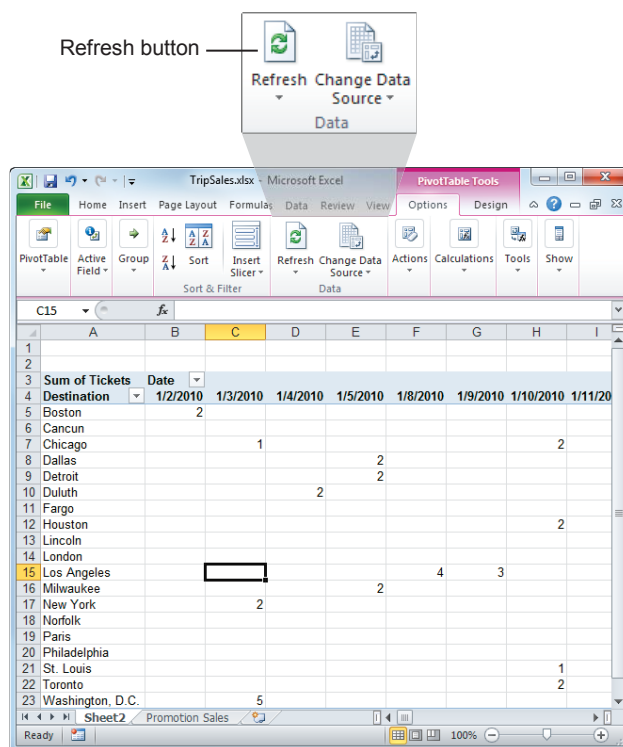 Refresh button
Refresh Change Data Source
Data
TripSales.xlsx - Microsoft Excel PivotTable Tools
File Home Insert Page Layout Formulas Data Review View Options Design
PivotTable Active Field Group Sort Insert Slicer Refresh Change Data Source Actions Calculations Tools Show
Sort & Filter Data
C15 fx
A B C D E F G H I
1
2
3 Sum of Tickets Date
4 Destination 1/2/2010 1/3/2010 1/4/2010 1/5/2010 1/8/2010 1/9/2010 1/10/2010 1/11/20
5 Boston 2
6 Cancun
7 Chicago 1 2
8 Dallas 2
9 Detroit 2
10 Duluth 2
11 Fargo
12 Houston 2
13 Lincoln
14 London
15 Los Angeles 4 3
16 Milwaukee 2
17 New York 2
18 Norfolk
19 Paris
20 Philadelphia
21 St. Louis 1
22 Toronto 2
23 Washington, D.C. 5
Sheet2 Promotion Sales
Ready 100%